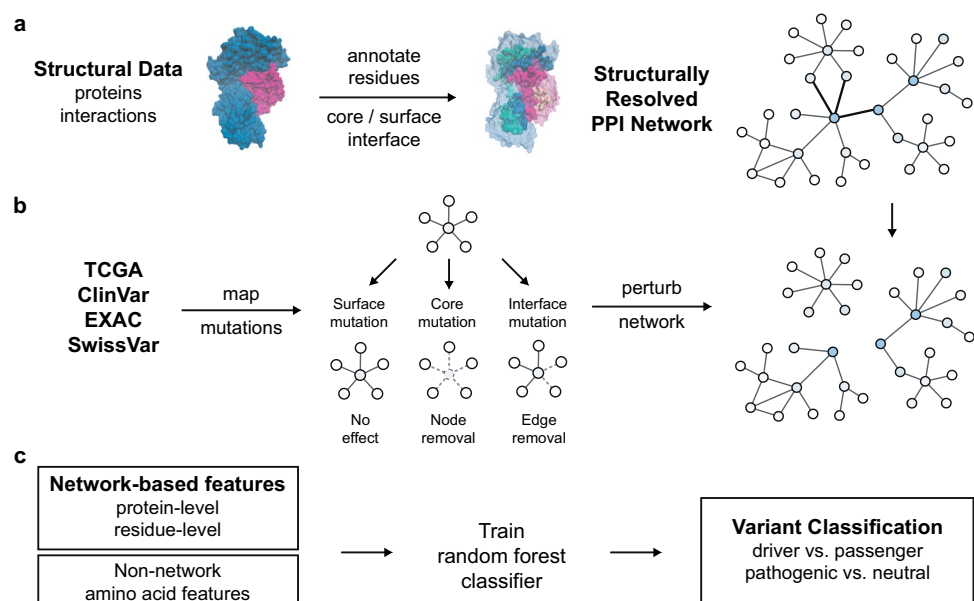 a
Structural Data
proteins
interactions
annotate
residues
core / surface
interface
Structurally
Resolved
PPI Network
b
TCGA
ClinVar
EXAC
SwissVar
map
mutations
Surface
mutation
Core
mutation
Interface
mutation
No
effect
Node
removal
Edge
removal
perturb
network
c
Network-based features
protein-level
residue-level
Non-network
amino acid features
Train
random forest
classifier
Variant Classification
driver vs. passenger
pathogenic vs. neutral